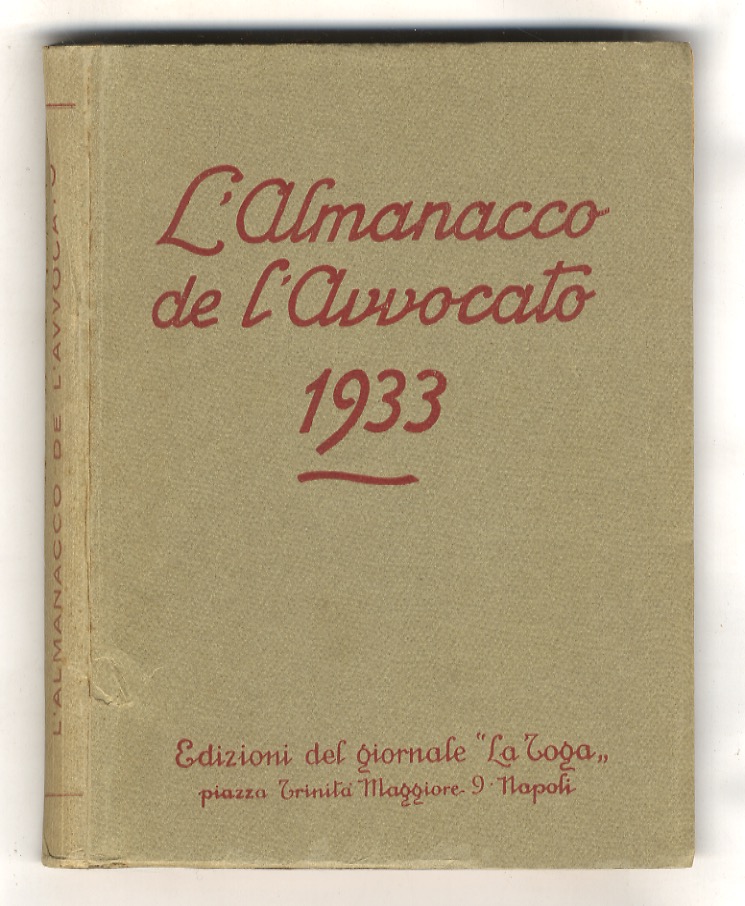 L'Almanacco
de l'Avvocato
1933
Edizioni del giornale "La Toga„
piazza Trinità Maggiore 9 - Napoli
L'ALMANACCO DE L'AVVOCATO